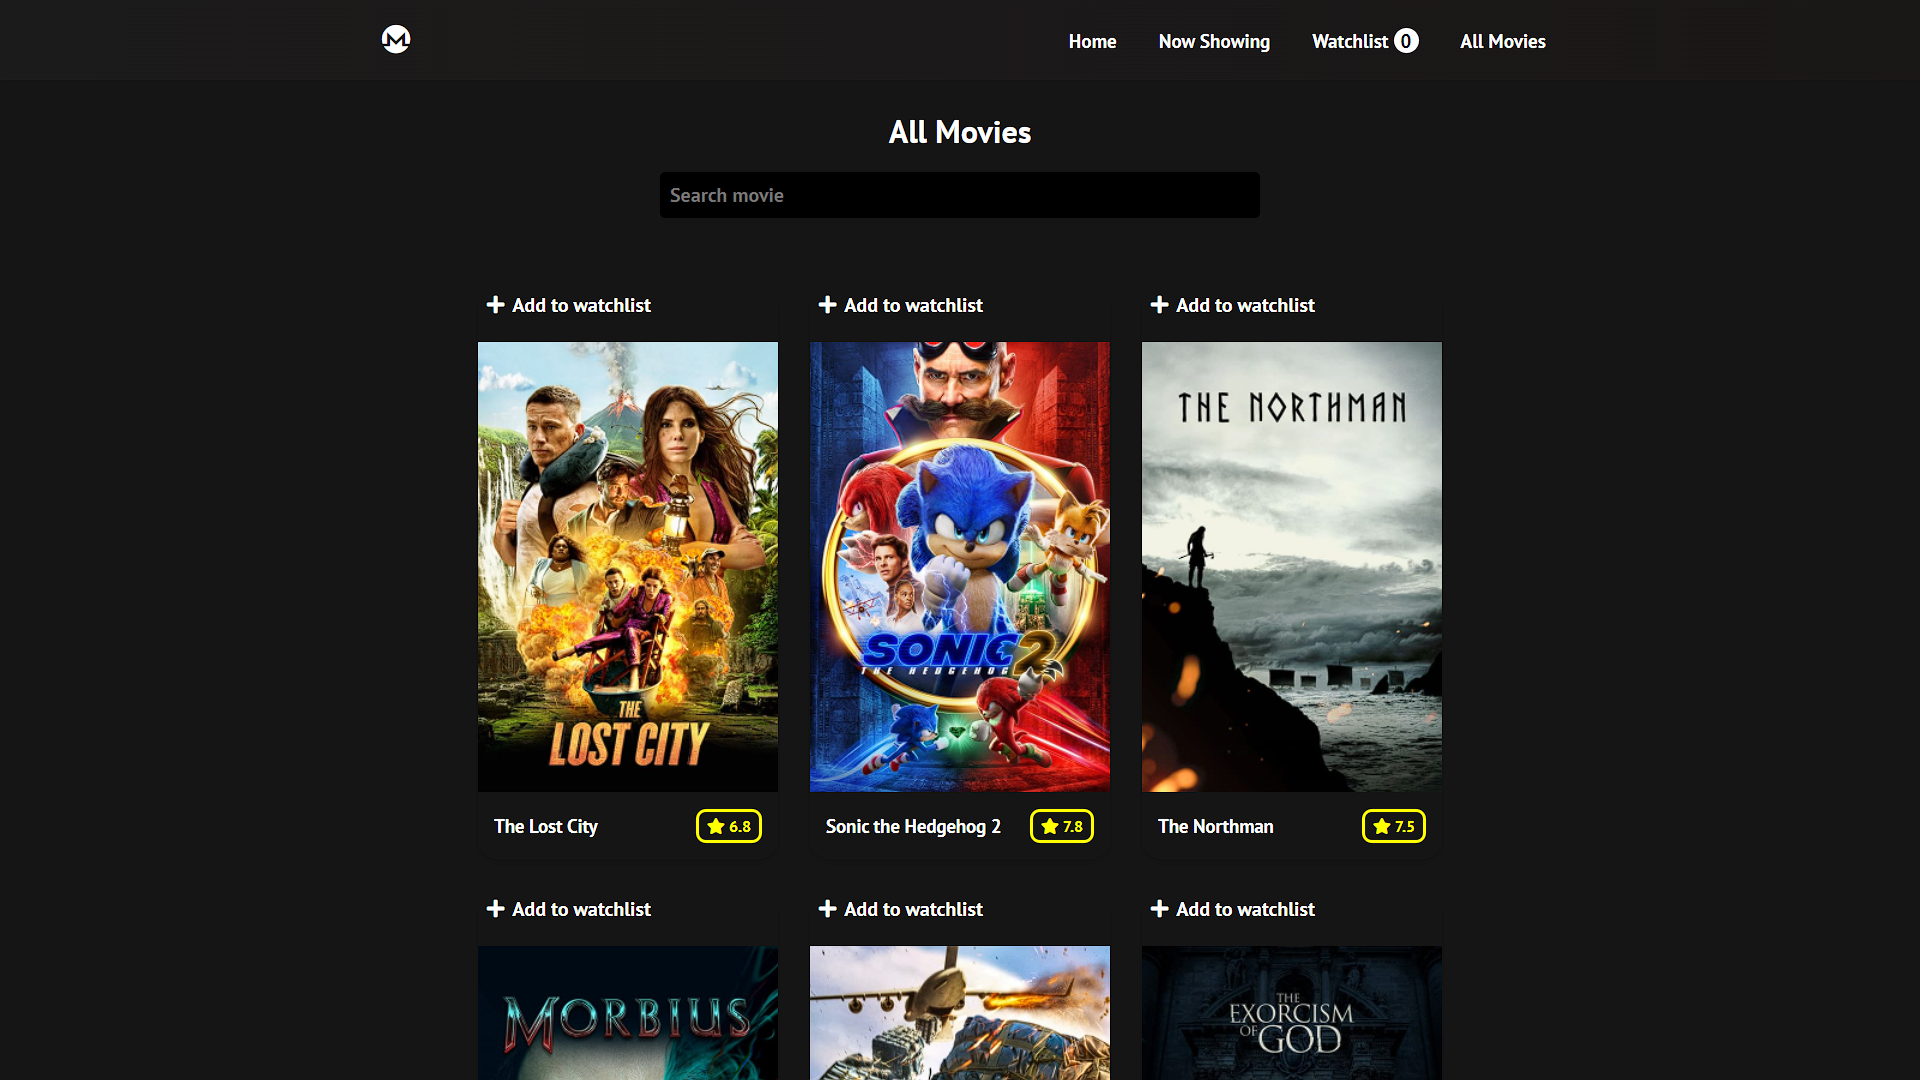 M
Home
Now Showing
Watchlist 0
All Movies
All Movies
Search movie
Add to watchlist
Add to watchlist
Add to watchlist
THE
LOST CITY
SONIC 2
THE HEDGEHOG
THE NORTHMAN
The Lost City
6.8
Sonic the Hedgehog 2
7.8
The Northman
7.5
Add to watchlist
Add to watchlist
Add to watchlist
MORBIUS
THE
EXORCISM
OF GOD